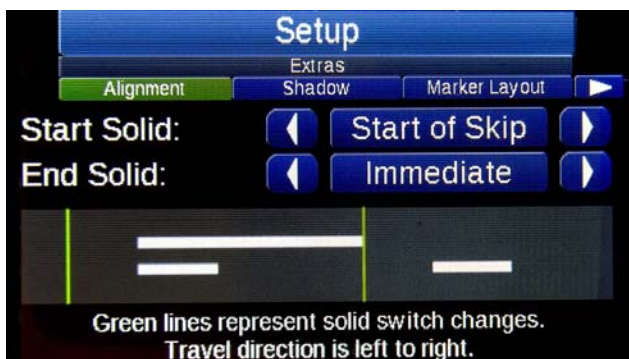 Setup
Extras
Alignment Shadow Marker Layout
Start Solid: Start of Skip
End Solid: Immediate
Green lines represent solid switch changes.
Travel direction is left to right.